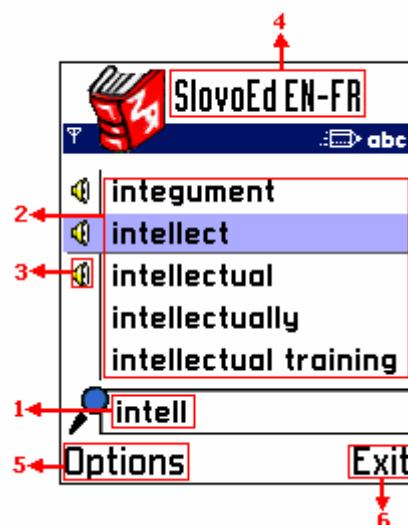 4
SlovoEd EN-FR
abc
integument
2
intellect
3
intellectual
intellectually
intellectual training
1
intell
5
Options
Exit
6